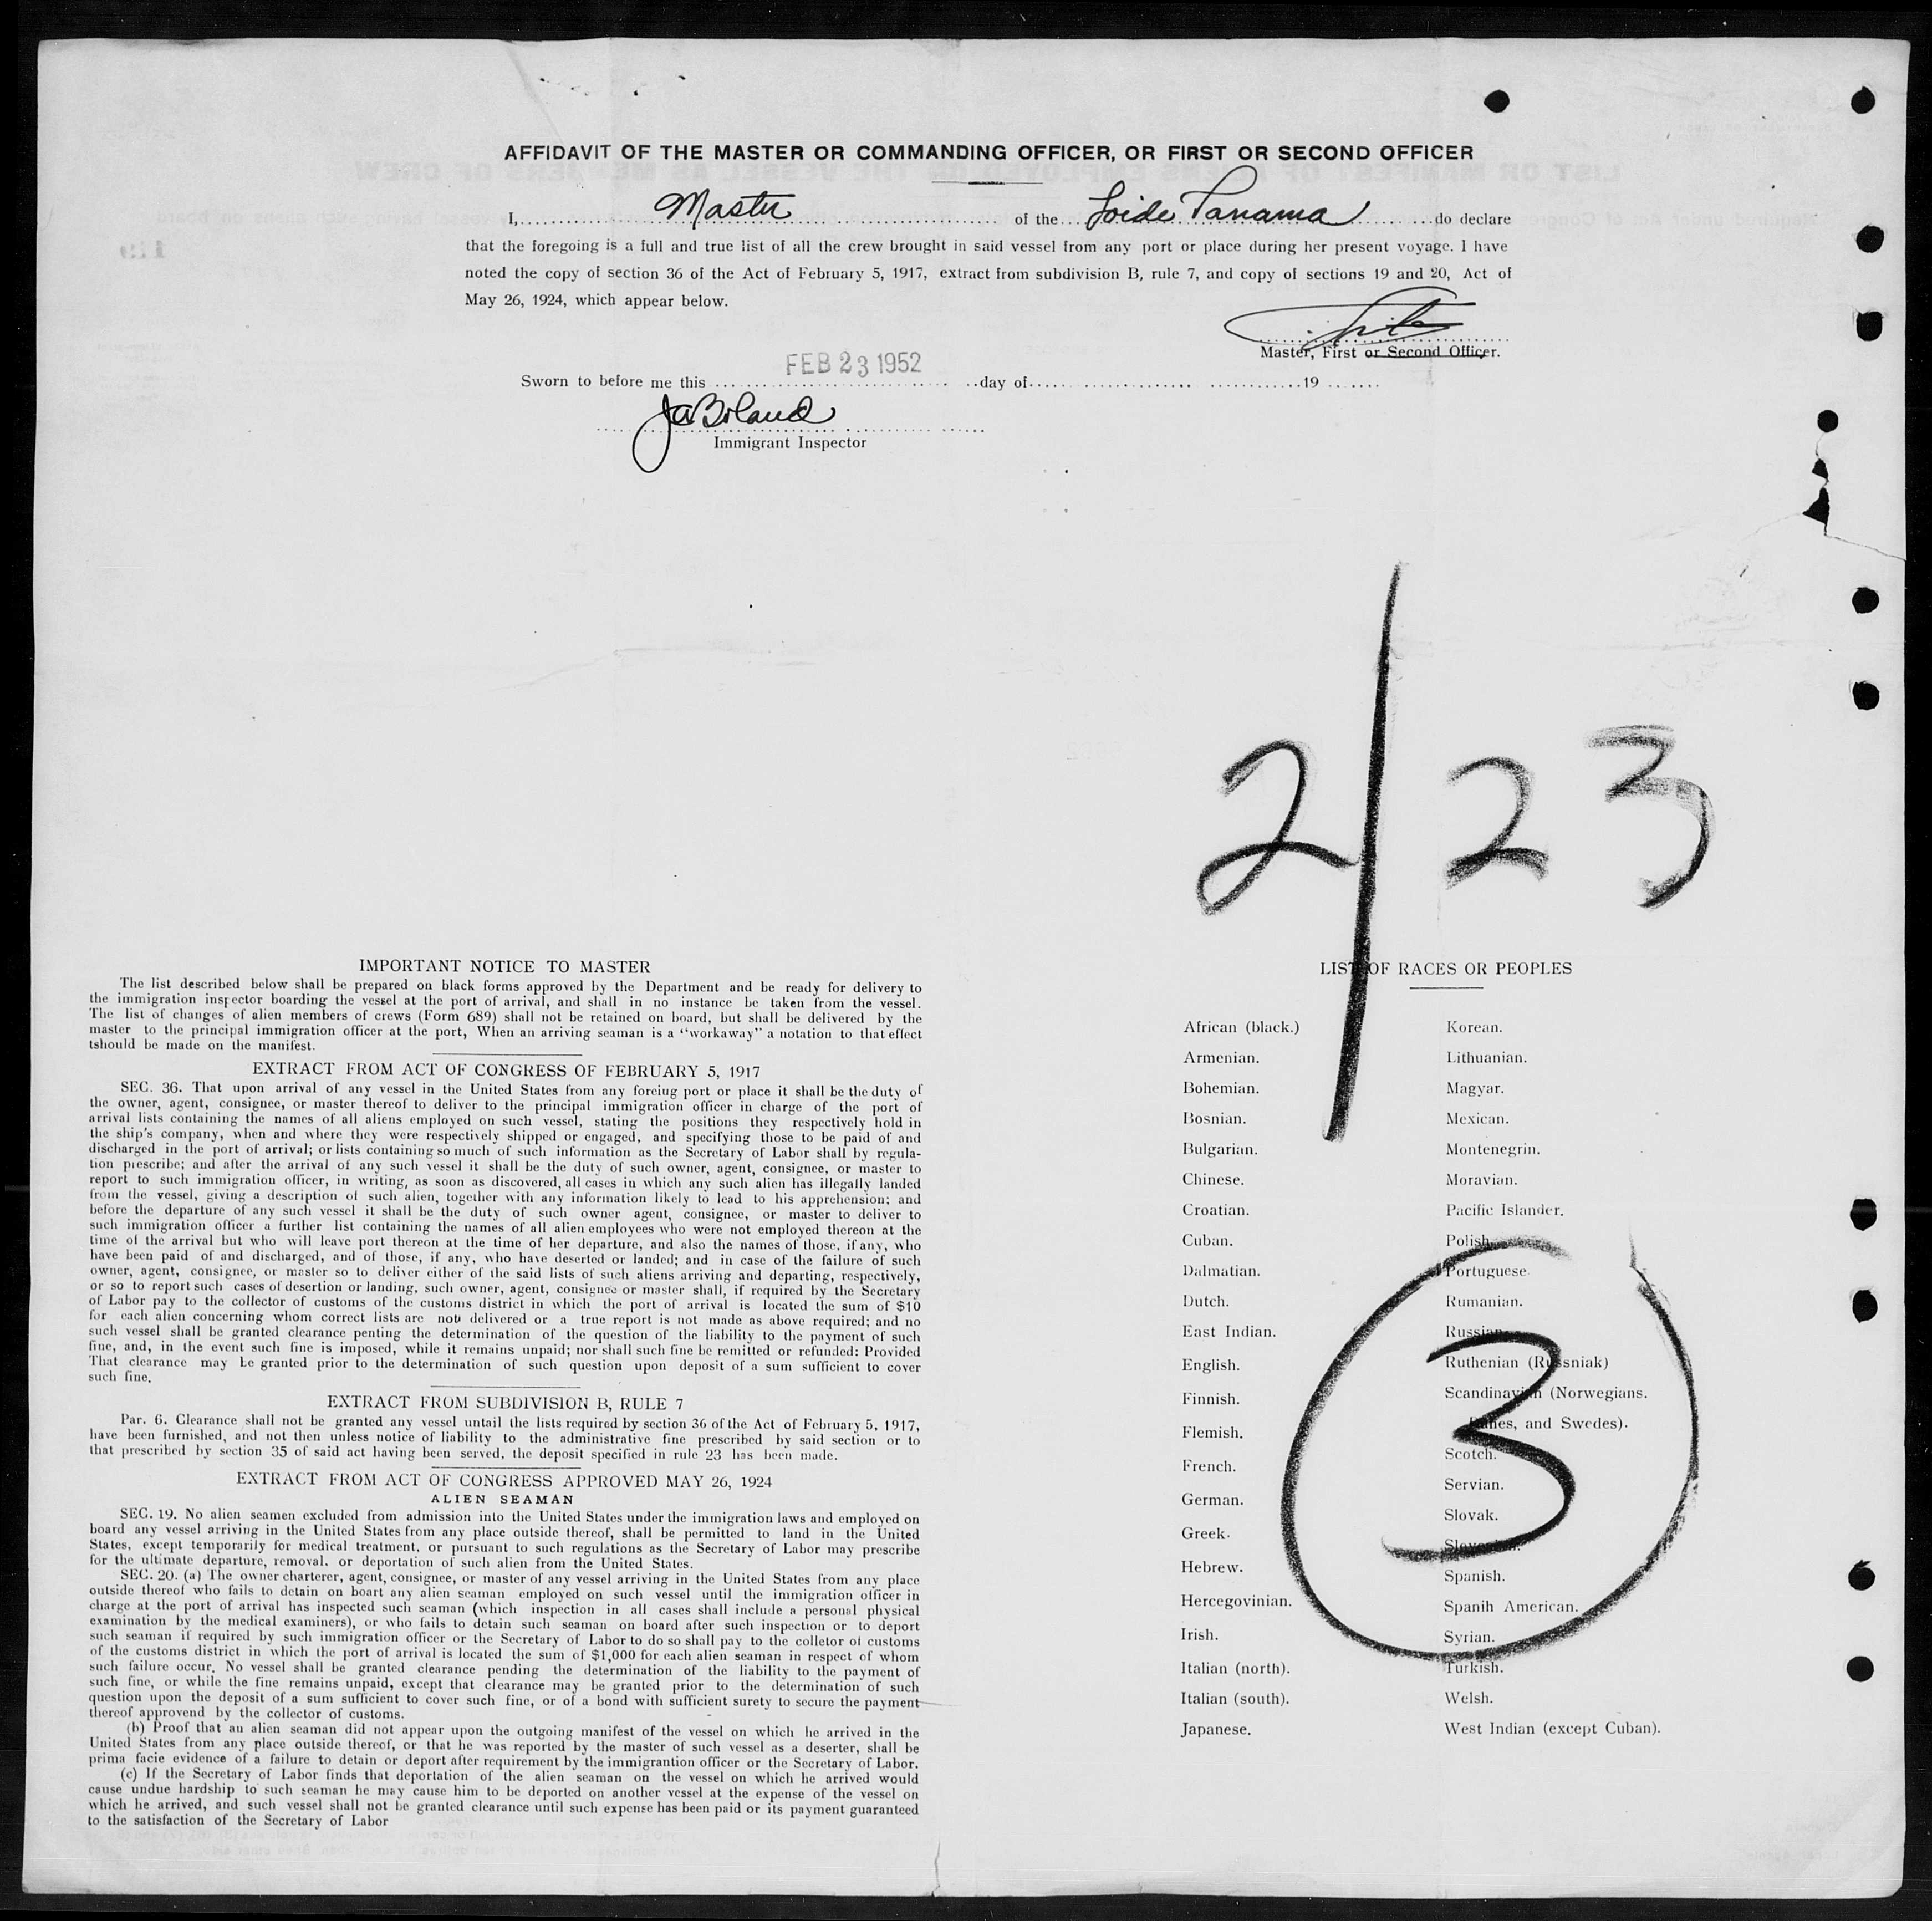 AFFIDAVIT OF THE MASTER OR COMMANDING OFFICER, OR FIRST OR SECOND OFFICER
I, Master of the Loide Panama do declare
that the foregoing is a full and true list of all the crew brought in said vessel from any port or place during her present voyage. I have
noted the copy of section 36 of the Act of February 5, 1917, extract from subdivision B, rule 7, and copy of sections 19 and 20, Act of
May 26, 1924, which appear below.
Master, First or Second Officer.
Sworn to before me this FEB 23 1952 day of 19
JaBoland
Immigrant Inspector
2/23
IMPORTANT NOTICE TO MASTER
The list described below shall be prepared on black forms approved by the Department and be ready for delivery to
the immigration inspector boarding the vessel at the port of arrival, and shall in no instance be taken from the vessel.
The list of changes of alien members of crews (Form 689) shall not be retained on board, but shall be delivered by the
master to the principal immigration officer at the port, When an arriving seaman is a "workaway" a notation to that effect
tshould be made on the manifest.
EXTRACT FROM ACT OF CONGRESS OF FEBRUARY 5, 1917
SEC. 36. That upon arrival of any vessel in the United States from any foreiug port or place it shall be the duty of
the owner, agent, consignee, or master thereof to deliver to the principal immigration officer in charge of the port of
arrival lists containing the names of all aliens employed on such vessel, stating the positions they respectively hold in
the ship's company, when and where they were respectively shipped or engaged, and specifying those to be paid of and
discharged in the port of arrival; or lists containing so much of such information as the Secretary of Labor shall by regula-
tion prescribe; and after the arrival of any such vessel it shall be the duty of such owner, agent, consignee, or master to
report to such immigration officer, in writing, as soon as discovered, all cases in which any such alien has illegally landed
from the vessel, giving a description of such alien, together with any information likely to lead to his apprehension; and
before the departure of any such vessel it shall be the duty of such owner agent, consignee, or master to deliver to
such immigration officer a further list containing the names of all alien employees who were not employed thereon at the
time of the arrival but who will leave port thereon at the time of her departure, and also the names of those, if any, who
have been paid of and discharged, and of those, if any, who have deserted or landed; and in case of the failure of such
owner, agent, consignee, or master so to deliver either of the said lists of such aliens arriving and departing, respectively,
or so to report such cases of desertion or landing, such owner, agent, consignee or master shall, if required by the Secretary
of Labor pay to the collector of customs of the customs district in which the port of arrival is located the sum of $10
for each alien concerning whom correct lists are not delivered or a true report is not made as above required; and no
such vessel shall be granted clearance penting the determination of the question of the liability to the payment of such
fine, and, in the event such fine is imposed, while it remains unpaid; nor shall such fine be remitted or refunded: Provided
That clearance may be granted prior to the determination of such question upon deposit of a sum sufficient to cover
such fine.
EXTRACT FROM SUBDIVISION B, RULE 7
Par. 6. Clearance shall not be granted any vessel untail the lists required by section 36 of the Act of February 5, 1917,
have been furnished, and not then unless notice of liability to the administrative fine prescribed by said section or to
that prescribed by section 35 of said act having been served, the deposit specified in rule 23 has been made.
EXTRACT FROM ACT OF CONGRESS APPROVED MAY 26, 1924
ALIEN SEAMAN
SEC. 19. No alien seamen excluded from admission into the United States under the immigration laws and employed on
board any vessel arriving in the United States from any place outside thereof, shall be permitted to land in the United
States, except temporarily for medical treatment, or pursuant to such regulations as the Secretary of Labor may prescribe
for the ultimate departure, removal, or deportation of such alien from the United States.
SEC. 20. (a) The owner charterer, agent, consignee, or master of any vessel arriving in the United States from any place
outside thereof who fails to detain on boart any alien seaman employed on such vessel until the immigration officer in
charge at the port of arrival has inspected such seaman (which inspection in all cases shall include a personal physical
examination by the medical examiners), or who fails to detain such seaman on board after such inspection or to deport
such seaman if required by such immigration officer or the Secretary of Labor to do so shall pay to the colletor of customs
of the customs district in which the port of arrival is located the sum of $1,000 for each alien seaman in respect of whom
such failure occur. No vessel shall be granted clearance pending the determination of the liability to the payment of
such fine, or while the fine remains unpaid, except that clearance may be granted prior to the determination of such
question upon the deposit of a sum sufficient to cover such fine, or of a bond with sufficient surety to secure the payment
thereof approvend by the collector of customs.
(b) Proof that an alien seaman did not appear upon the outgoing manifest of the vessel on which he arrived in the
United States from any place outside thereof, or that he was reported by the master of such vessel as a deserter, shall be
prima facie evidence of a failure to detain or deport after requirement by the immigrantion officer or the Secretary of Labor.
(c) If the Secretary of Labor finds that deportation of the alien seaman on the vessel on which he arrived would
cause undue hardship to such seaman he may cause him to be deported on another vessel at the expense of the vessel on
which he arrived, and such vessel shall not be granted clearance until such expense has been paid or its payment guaranteed
to the satisfaction of the Secretary of Labor
LIST OF RACES OR PEOPLES
African (black.)
Armenian.
Bohemian.
Bosnian.
Bulgarian.
Chinese.
Croatian.
Cuban.
Dalmatian.
Dutch.
East Indian.
English.
Finnish.
Flemish.
French.
German.
Greek.
Hebrew.
Hercegovinian.
Irish.
Italian (north).
Italian (south).
Japanese.
Korean.
Lithuanian.
Magyar.
Mexican.
Montenegrin.
Moravian.
Pacific Islander.
Polish.
Portuguese.
Rumanian.
Russian.
Ruthenian (Russniak)
Scandinavian (Norwegians.
Danes, and Swedes).
Scotch.
Servian.
Slovak.
Slovenian.
Spanish.
Spanih American.
Syrian.
Turkish.
Welsh.
West Indian (except Cuban).
3